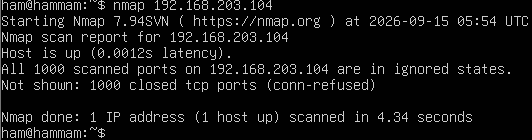 ham@hammam:~$ nmap 192.168.203.104
Starting Nmap 7.94SVN ( https://nmap.org ) at 2026-09-15 05:54 UTC
Nmap scan report for 192.168.203.104
Host is up (0.0012s latency).
All 1000 scanned ports on 192.168.203.104 are in ignored states.
Not shown: 1000 closed tcp ports (conn-refused)

Nmap done: 1 IP address (1 host up) scanned in 4.34 seconds
ham@hammam:~$